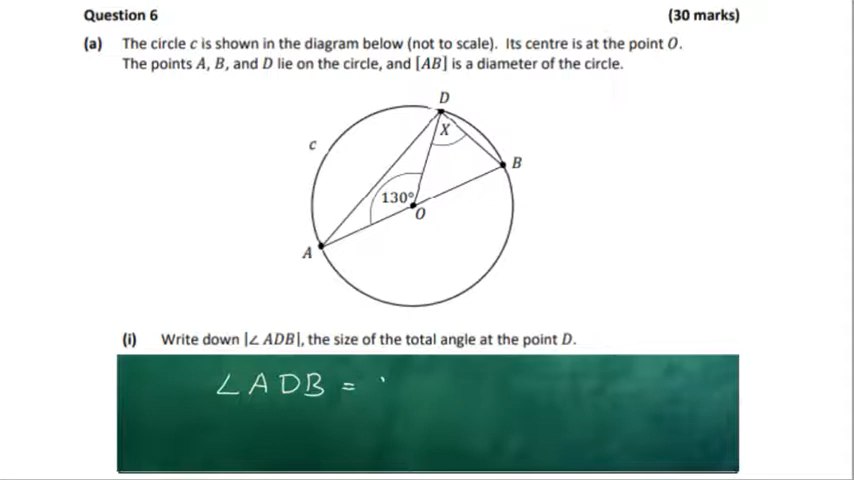 Question 6 (30 marks)
(a) The circle c is shown in the diagram below (not to scale). Its centre is at the point O.
The points A, B, and D lie on the circle, and [AB] is a diameter of the circle.
D
X
c
B
130°
O
A
(i) Write down |∠ADB|, the size of the total angle at the point D.
∠ADB =